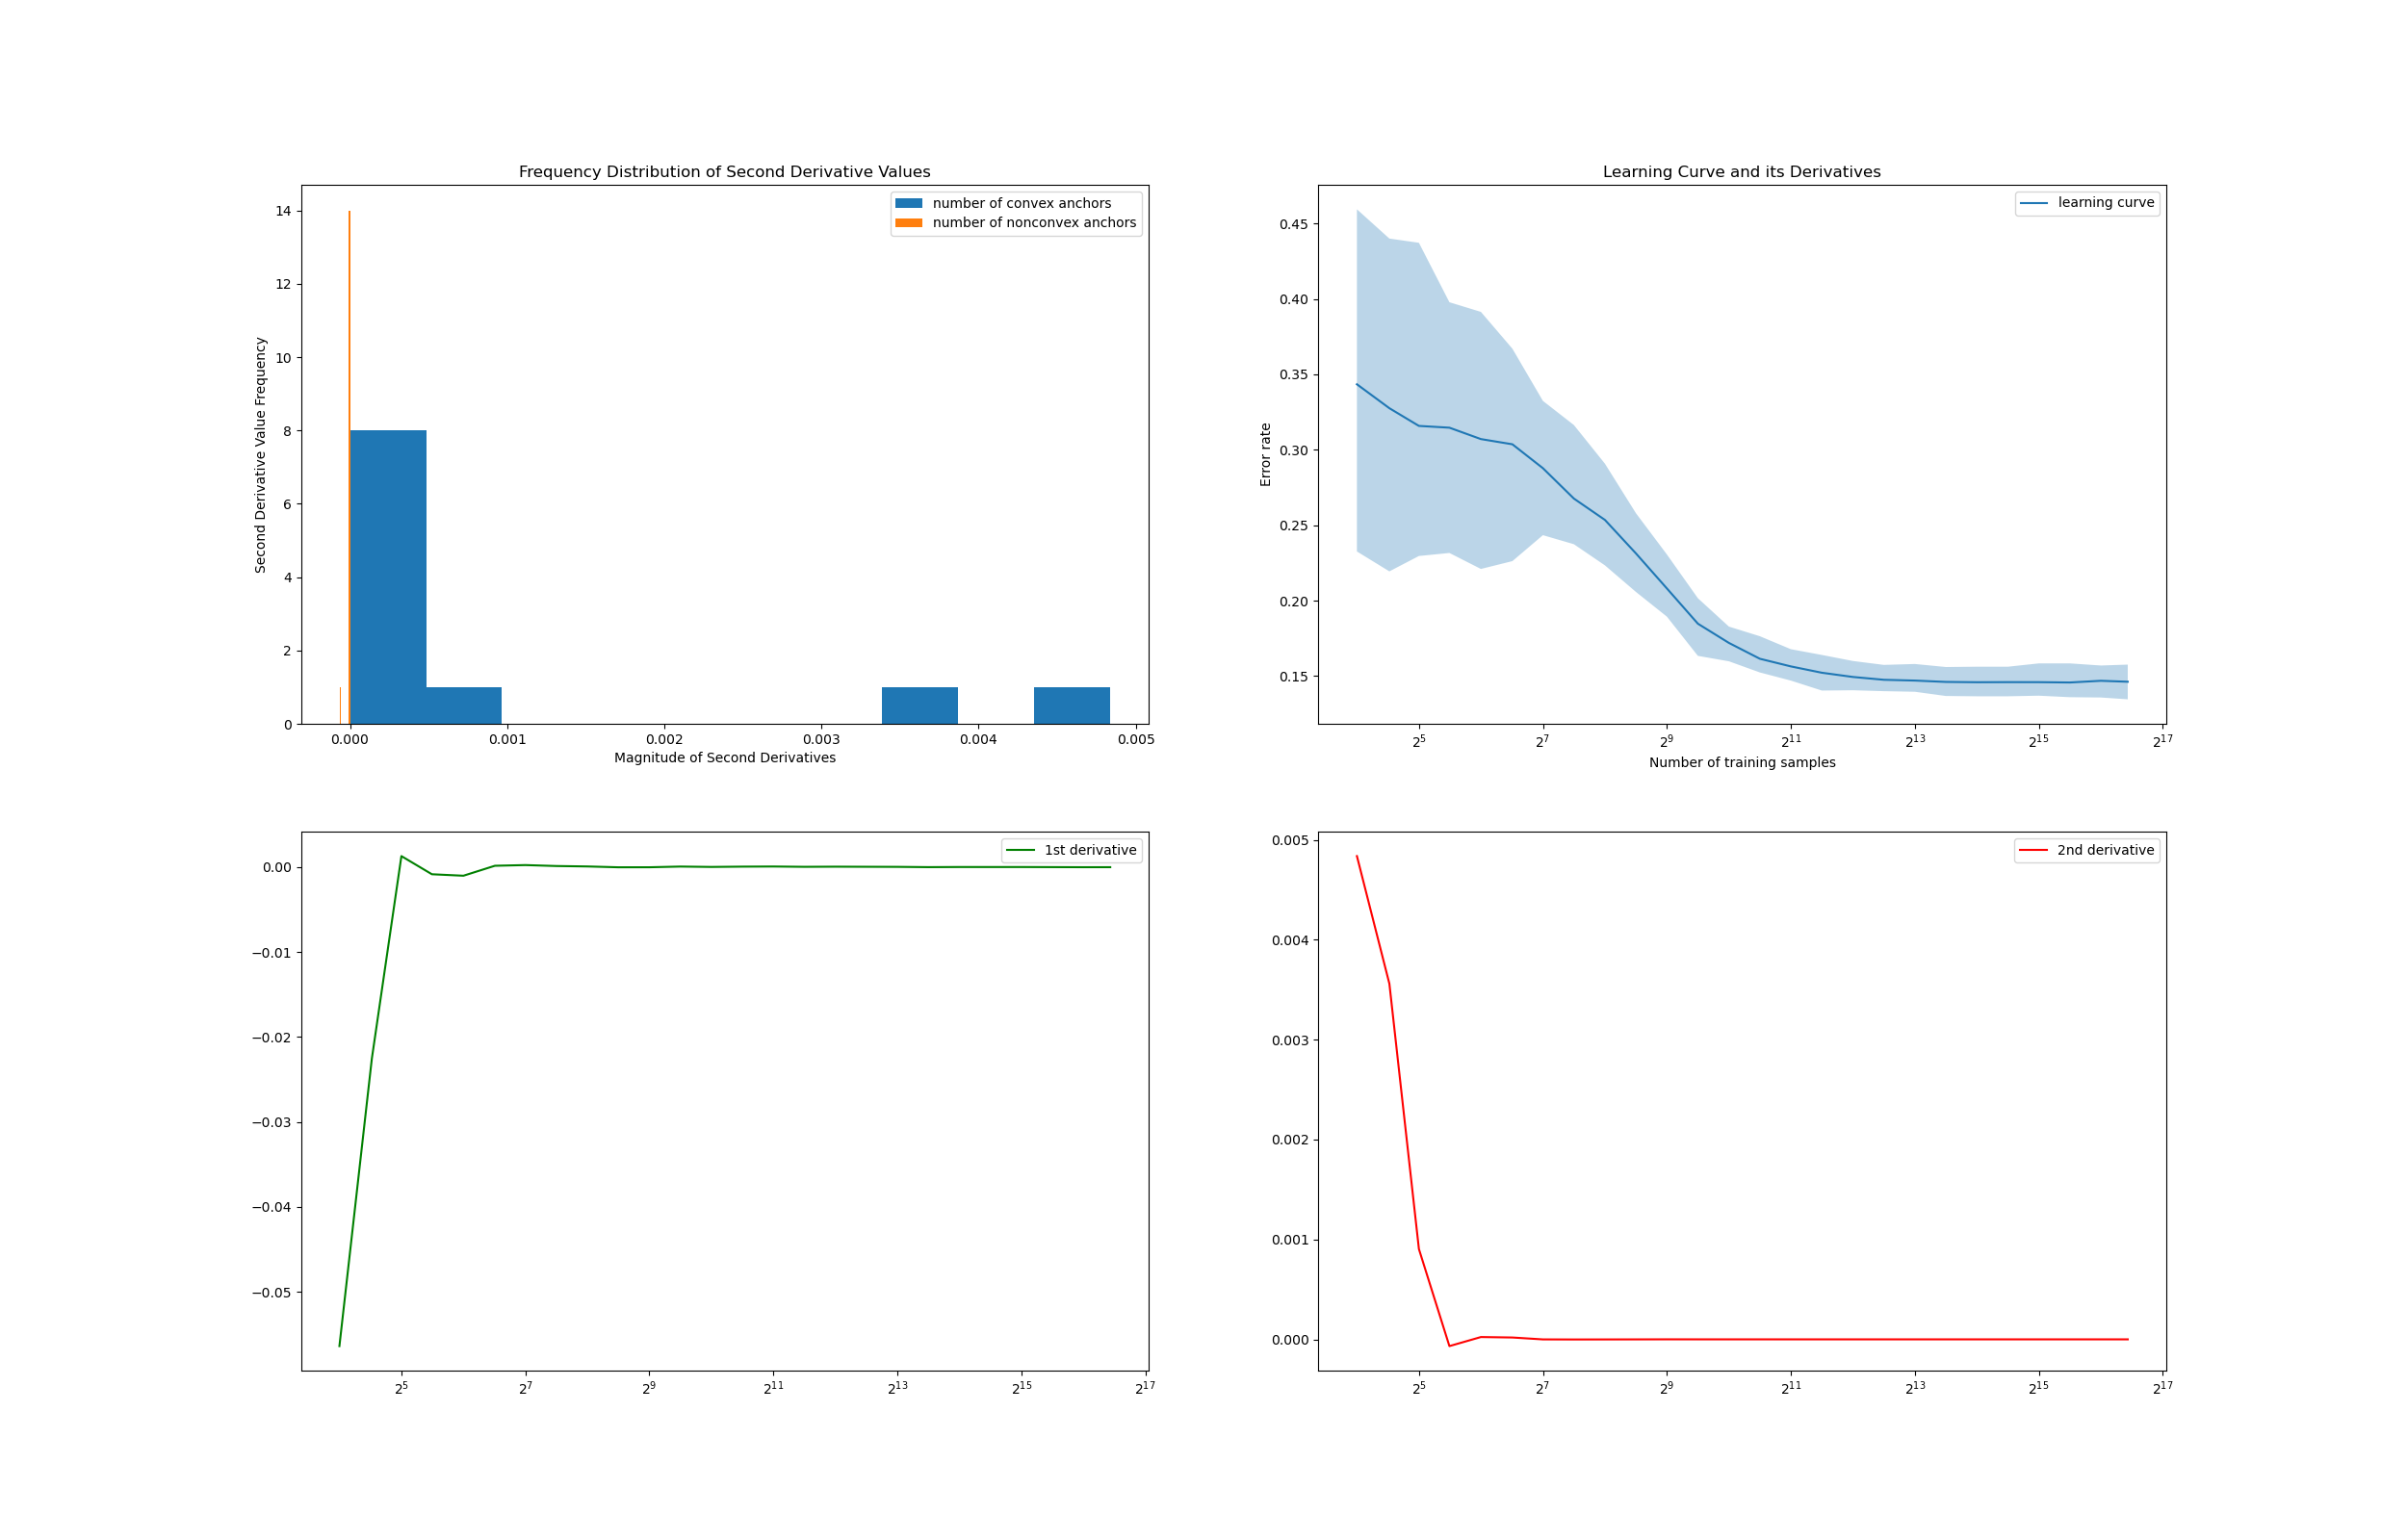 Frequency Distribution of Second Derivative Values
number of convex anchors
number of nonconvex anchors
14
12
10
8
6
4
2
0
Second Derivative Value Frequency
0.000 0.001 0.002 0.003 0.004 0.005
Magnitude of Second Derivatives
Learning Curve and its Derivatives
learning curve
0.45
0.40
0.35
0.30
0.25
0.20
0.15
Error rate
2^5 2^7 2^9 2^11 2^13 2^15 2^17
Number of training samples
1st derivative
0.00
−0.01
−0.02
−0.03
−0.04
−0.05
2^5 2^7 2^9 2^11 2^13 2^15 2^17
2nd derivative
0.005
0.004
0.003
0.002
0.001
0.000
2^5 2^7 2^9 2^11 2^13 2^15 2^17